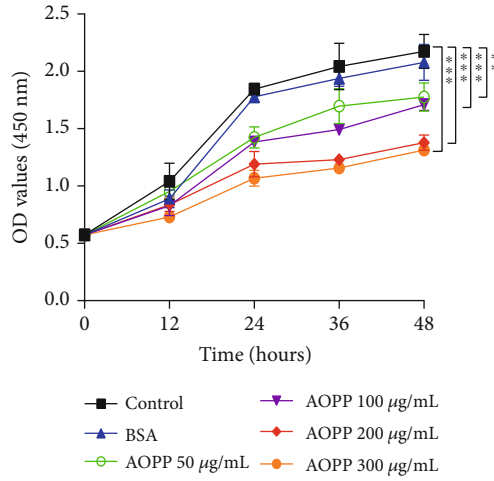 2.5
2.0
1.5
1.0
0.5
0.0
OD values (450 nm)
0 12 24 36 48
Time (hours)
*** *** *** **
Control
BSA
AOPP 50 μg/mL
AOPP 100 μg/mL
AOPP 200 μg/mL
AOPP 300 μg/mL